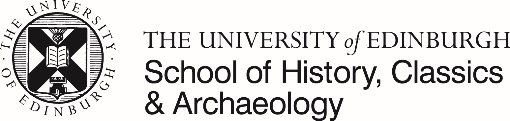 THE UNIVERSITY
OF EDINBURGH
THE UNIVERSITY of EDINBURGH
School of History, Classics
& Archaeology